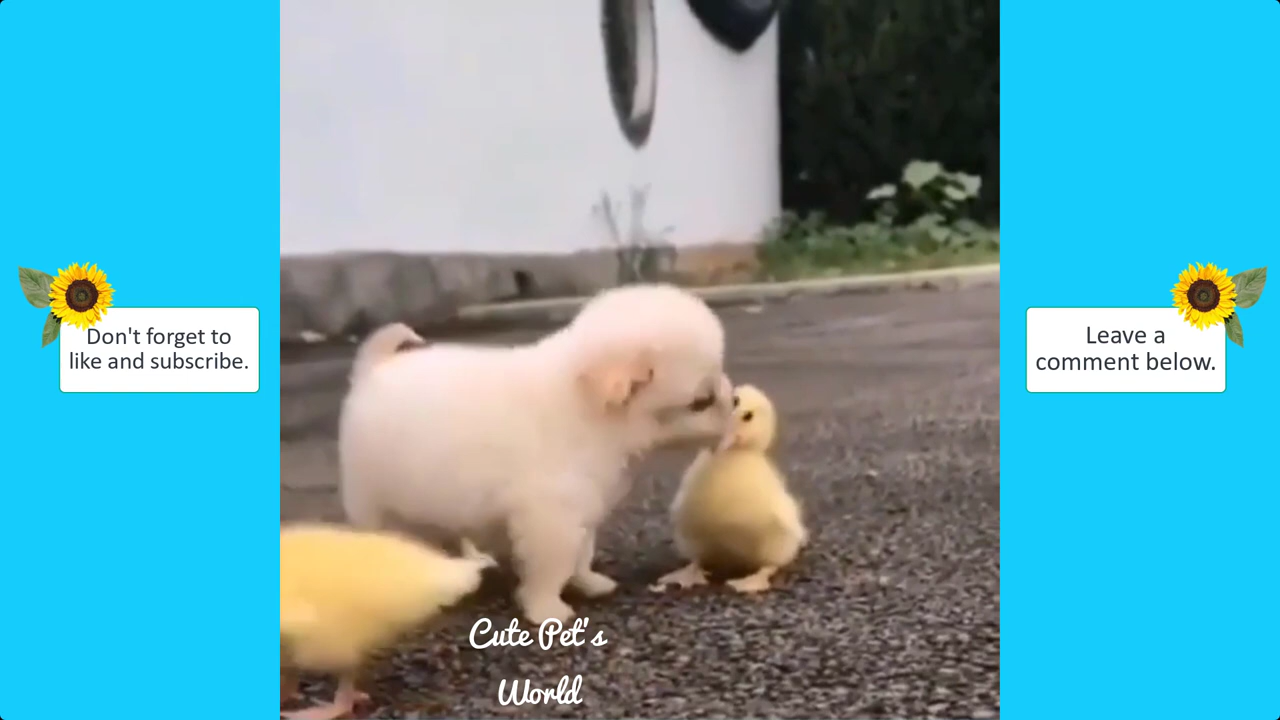 Don't forget to
like and subscribe.
Leave a
comment below.
Cute Pet's
World